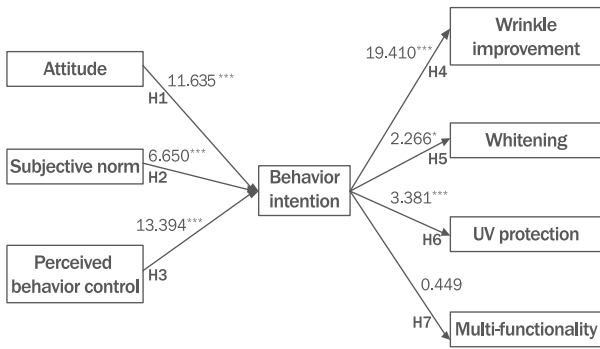 Attitude
11.635***
H1
Subjective norm
6.650***
H2
13.394***
Perceived
behavior control
H3
Behavior
intention
19.410***
H4
Wrinkle
improvement
2.266*
H5
Whitening
3.381***
H6
UV protection
0.449
H7
Multi-functionality